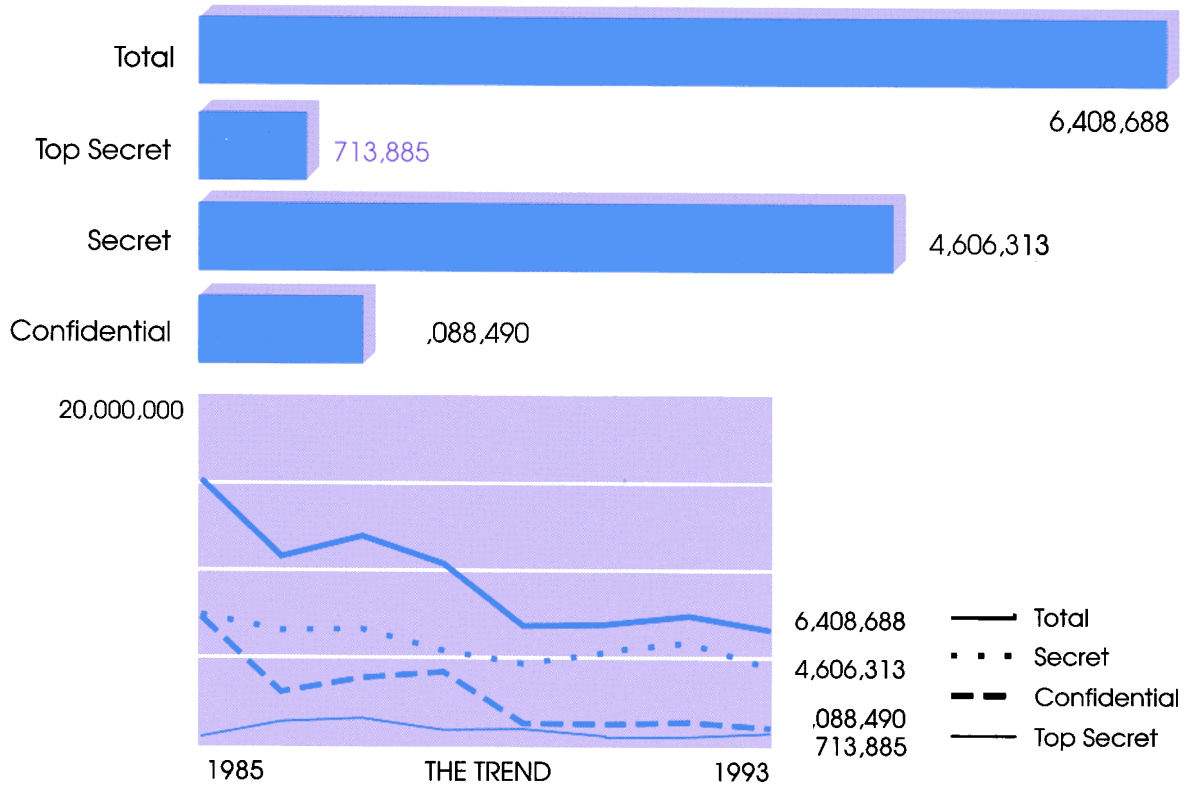 Total
6,408,688
Top Secret
713,885
Secret
4,606,313
Confidential
,088,490
20,000,000
6,408,688
4,606,313
,088,490
713,885
Total
Secret
Confidential
Top Secret
1985
THE TREND
1993